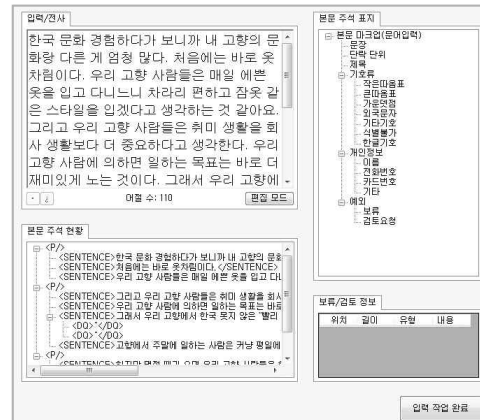 입력/전사
한국 문화 경험하다가 보니까 내 고향의 문
화랑 다른 게 엄청 많다. 처음에는 바로 옷
차림이다. 우리 고향 사람들은 매일 예쁜
옷을 입고 다니느니 차라리 편하고 잠옷 같
은 스타일을 입겠다고 생각하는 것 같아요.
그리고 우리 고향 사람들은 취미 생활을 회
사 생활보다 더 중요하다고 생각한다. 우리
고향 사람에 의하면 일하는 목표는 바로 더
재미있게 노는 것이다. 그래서 우리 고향에
어절 수: 110
편집 모드
본문 주석 현황
<P/>
<SENTENCE>한국 문화 경험하다가 보니까 내 고향의 문화
<SENTENCE>처음에는 바로 옷차림이다.</SENTENCE>
<SENTENCE>우리 고향 사람들은 매일 예쁜 옷을 입고 다니
<P/>
<SENTENCE>그리고 우리 고향 사람들은 취미 생활을 회사
<SENTENCE>우리 고향 사람에 의하면 일하는 목표는 바로
<SENTENCE>그래서 우리 고향에서 한국 못지 않은 "빨리
<DQ>"</DQ>
<DQ>"</DQ>
<SENTENCE>고향에서 주말에 일하는 사람은 커녕 평일에
<P/>
본문 주석 표지
본문 마크업(문어입력)
문장
단락 단위
제목
기호류
작은따옴표
큰따옴표
가운뎃점
외국문자
기타기호
식별불가
한글기호
개인정보
이름
전화번호
카드번호
기타
예외
보류
검토요청
보류/검토 정보
위치 길이 유형 내용
입력 작업 완료